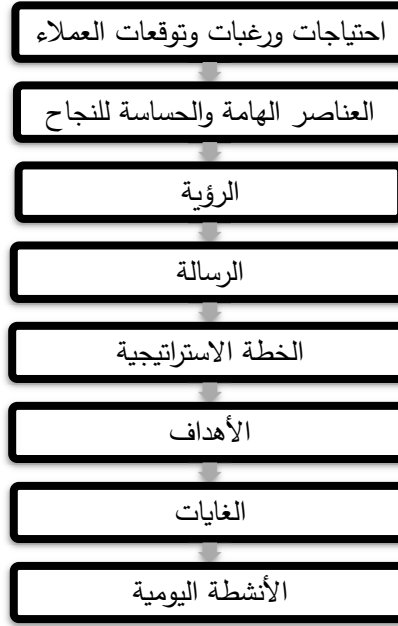 احتياجات ورغبات وتوقعات العملاء
العناصر الهامة والحساسة للنجاح
الرؤية
الرسالة
الخطة الاستراتيجية
الأهداف
الغايات
الأنشطة اليومية